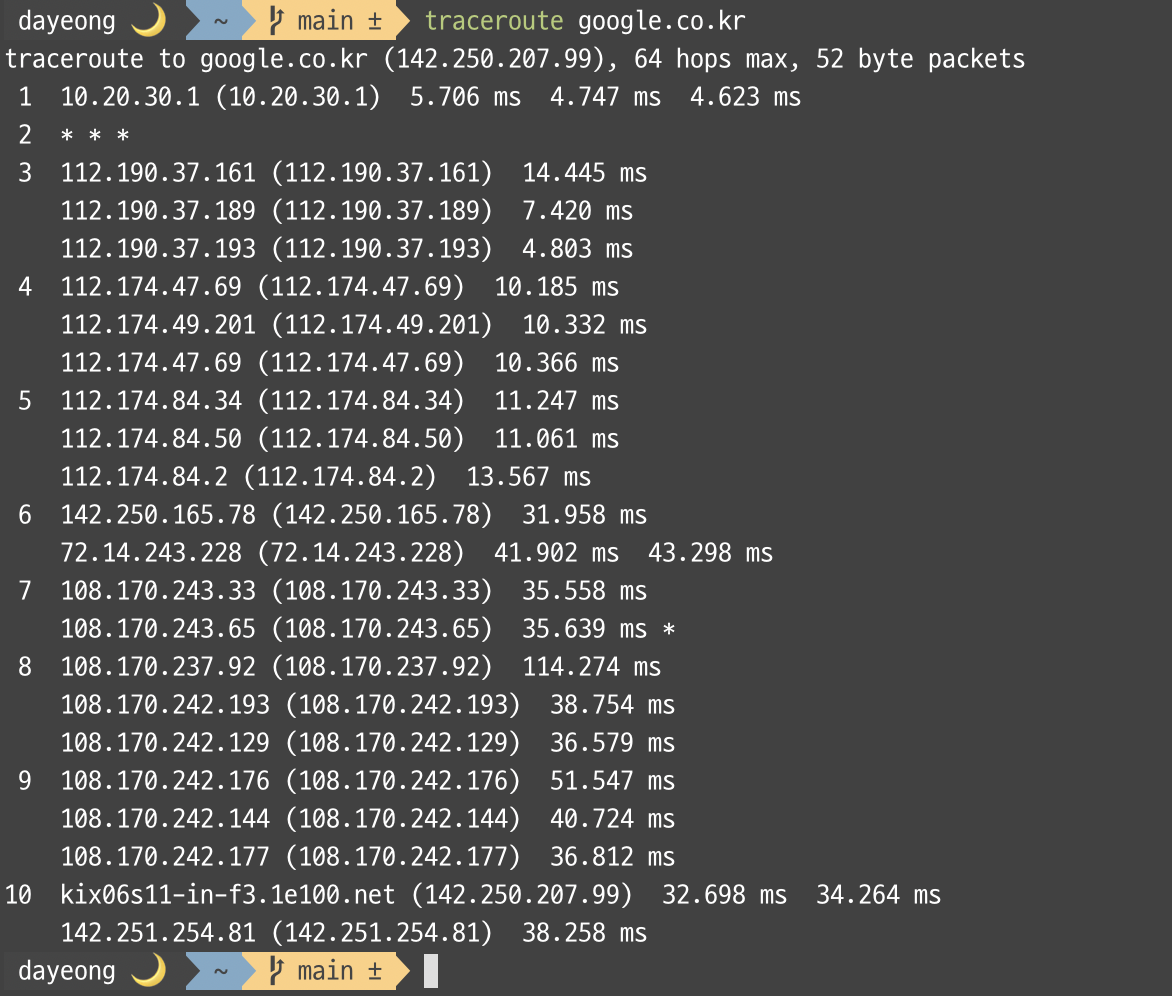 dayeong 🌙 ~ main ± traceroute google.co.kr
traceroute to google.co.kr (142.250.207.99), 64 hops max, 52 byte packets
 1  10.20.30.1 (10.20.30.1)  5.706 ms  4.747 ms  4.623 ms
 2  * * *
 3  112.190.37.161 (112.190.37.161)  14.445 ms
    112.190.37.189 (112.190.37.189)  7.420 ms
    112.190.37.193 (112.190.37.193)  4.803 ms
 4  112.174.47.69 (112.174.47.69)  10.185 ms
    112.174.49.201 (112.174.49.201)  10.332 ms
    112.174.47.69 (112.174.47.69)  10.366 ms
 5  112.174.84.34 (112.174.84.34)  11.247 ms
    112.174.84.50 (112.174.84.50)  11.061 ms
    112.174.84.2 (112.174.84.2)  13.567 ms
 6  142.250.165.78 (142.250.165.78)  31.958 ms
    72.14.243.228 (72.14.243.228)  41.902 ms  43.298 ms
 7  108.170.243.33 (108.170.243.33)  35.558 ms
    108.170.243.65 (108.170.243.65)  35.639 ms *
 8  108.170.237.92 (108.170.237.92)  114.274 ms
    108.170.242.193 (108.170.242.193)  38.754 ms
    108.170.242.129 (108.170.242.129)  36.579 ms
 9  108.170.242.176 (108.170.242.176)  51.547 ms
    108.170.242.144 (108.170.242.144)  40.724 ms
    108.170.242.177 (108.170.242.177)  36.812 ms
10  kix06s11-in-f3.1e100.net (142.250.207.99)  32.698 ms  34.264 ms
    142.251.254.81 (142.251.254.81)  38.258 ms
dayeong 🌙 ~ main ±